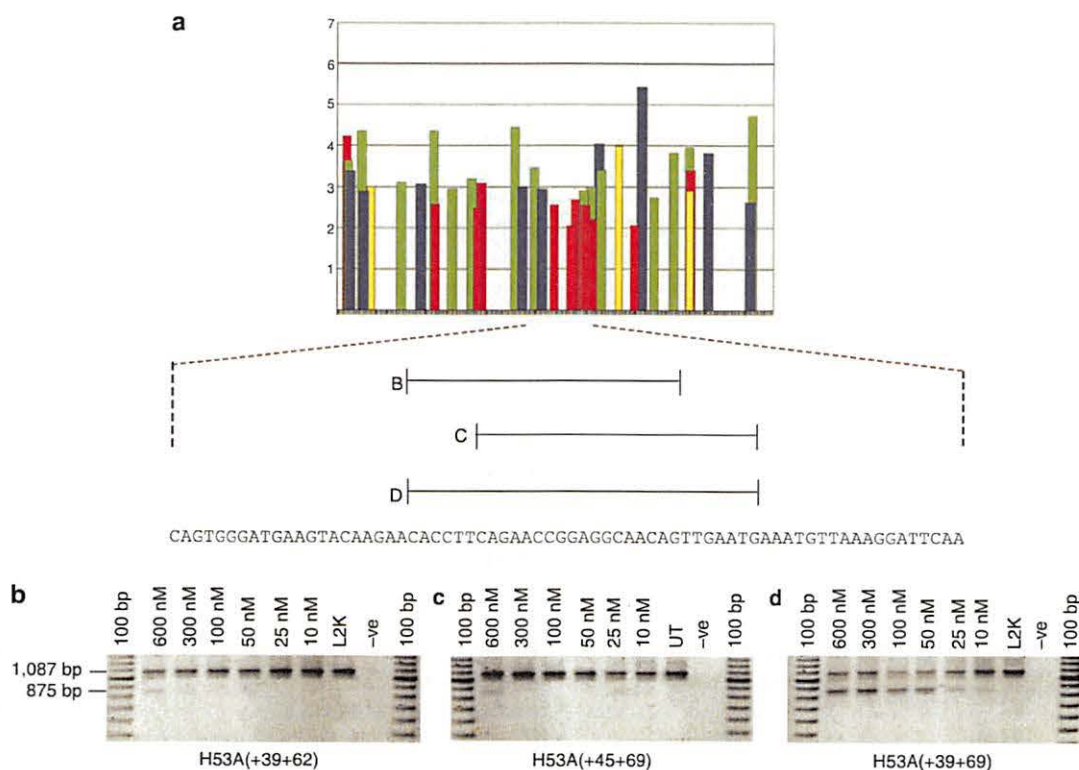 a
7
6
5
4
3
2
1
B
C
D
CAGTGGGATGAAGTACAAGAACACCTTCAGAACCGGAGGCAACAGTTGAATGAAATGTTAAAGGATTCAA
b
100 bp
600 nM
300 nM
100 nM
50 nM
25 nM
10 nM
L2K
–ve
100 bp
1,087 bp
875 bp
H53A(+39+62)
c
100 bp
600 nM
300 nM
100 nM
50 nM
25 nM
10 nM
UT
–ve
100 bp
H53A(+45+69)
d
100 bp
600 nM
300 nM
100 nM
50 nM
25 nM
10 nM
L2K
–ve
100 bp
H53A(+39+69)